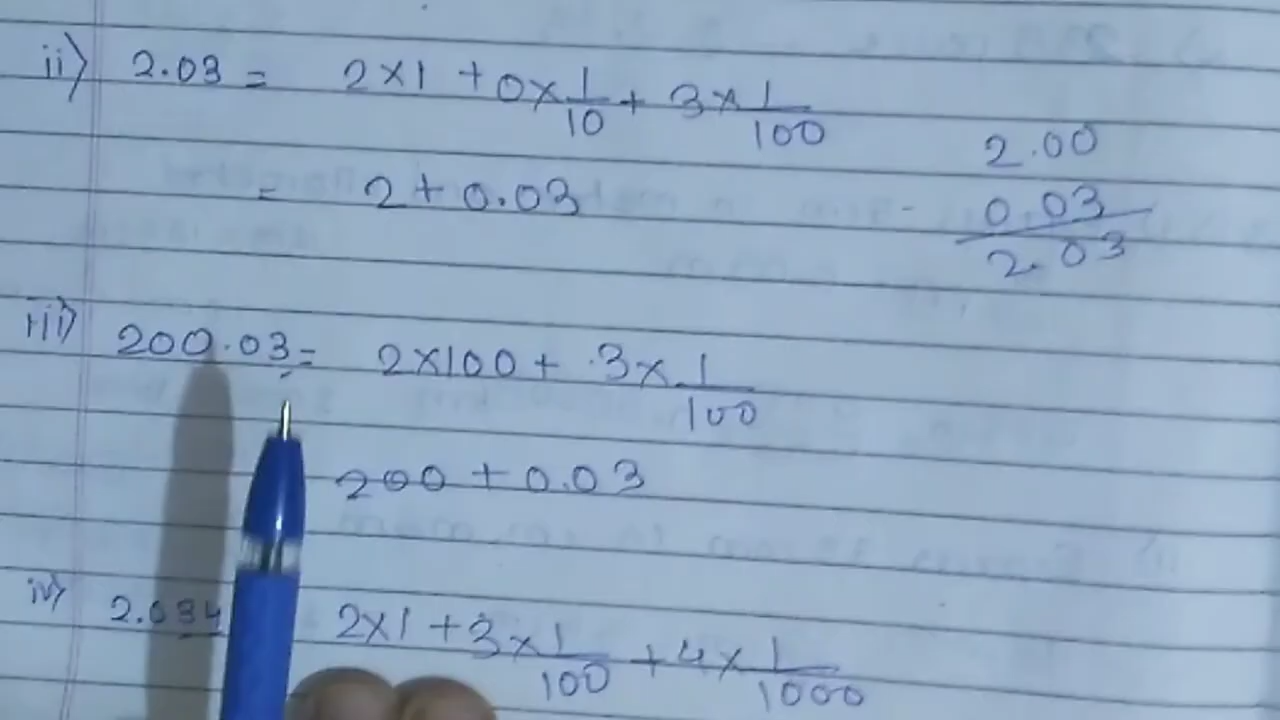 ii) 2.03 = 2×1 + 0×1/10 + 3×1/100
= 2+0.03
2.00
0.03
2.03
iii) 200.03 = 2×100 + 3×1/100
200+0.03
iv) 2.034 2×1 + 3×1/100 + 4×1/1000